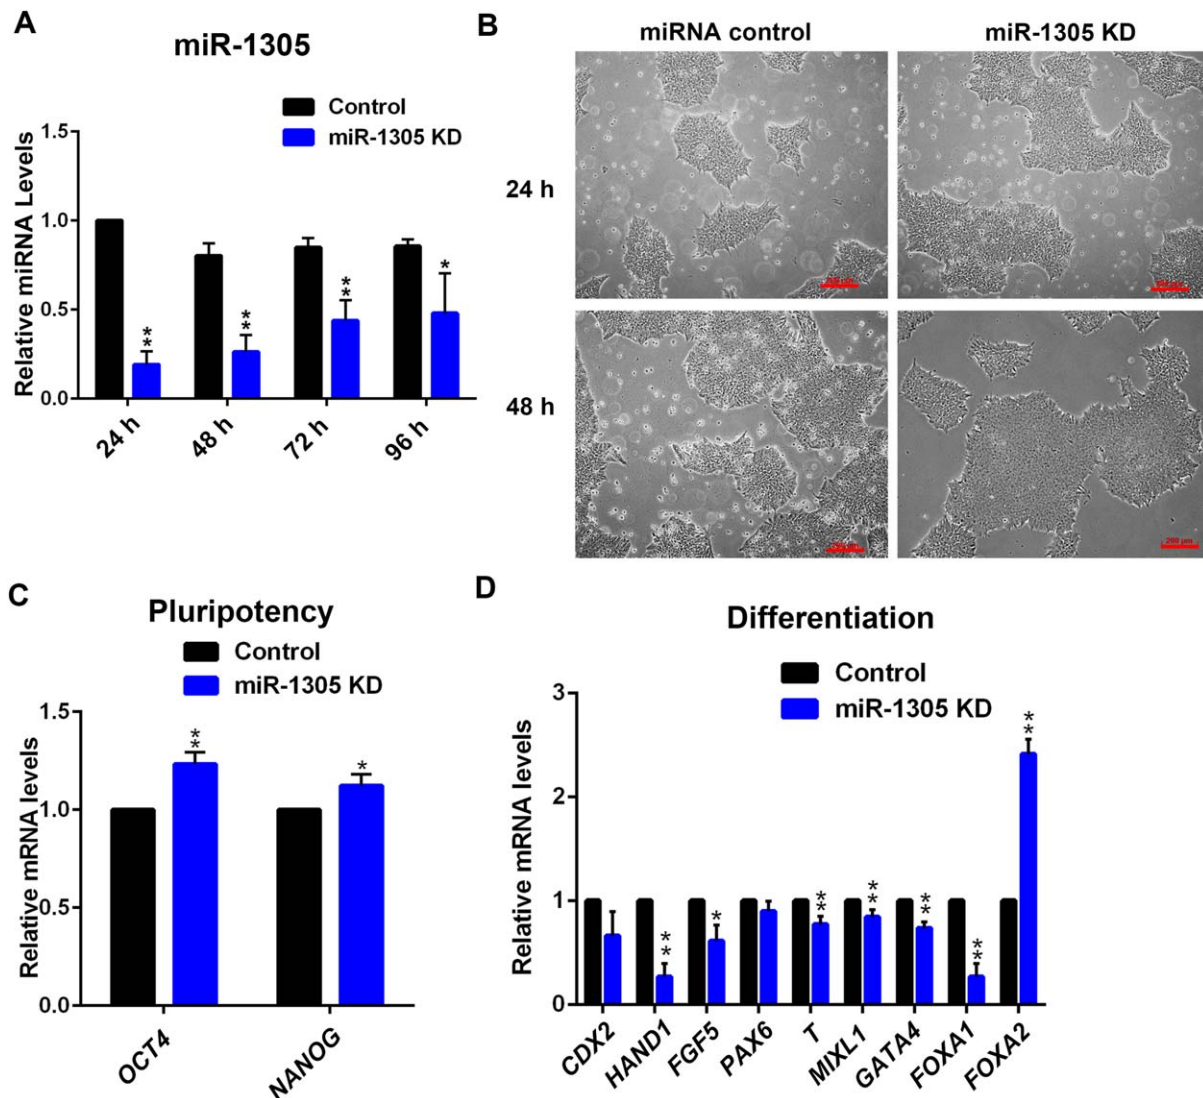 A
miR-1305
Control
miR-1305 KD
Relative miRNA Levels
1.5
1.0
0.5
0.0
**
**
**
*
24 h
48 h
72 h
96 h
B
miRNA control
miR-1305 KD
24 h
48 h
200 µm
C
Pluripotency
Control
miR-1305 KD
Relative mRNA levels
1.5
1.0
0.5
0.0
**
*
OCT4
NANOG
D
Differentiation
Control
miR-1305 KD
Relative mRNA levels
3
2
1
0
**
*
**
**
**
**
**
CDX2
HAND1
FGF5
PAX6
T
MIXL1
GATA4
FOXA1
FOXA2